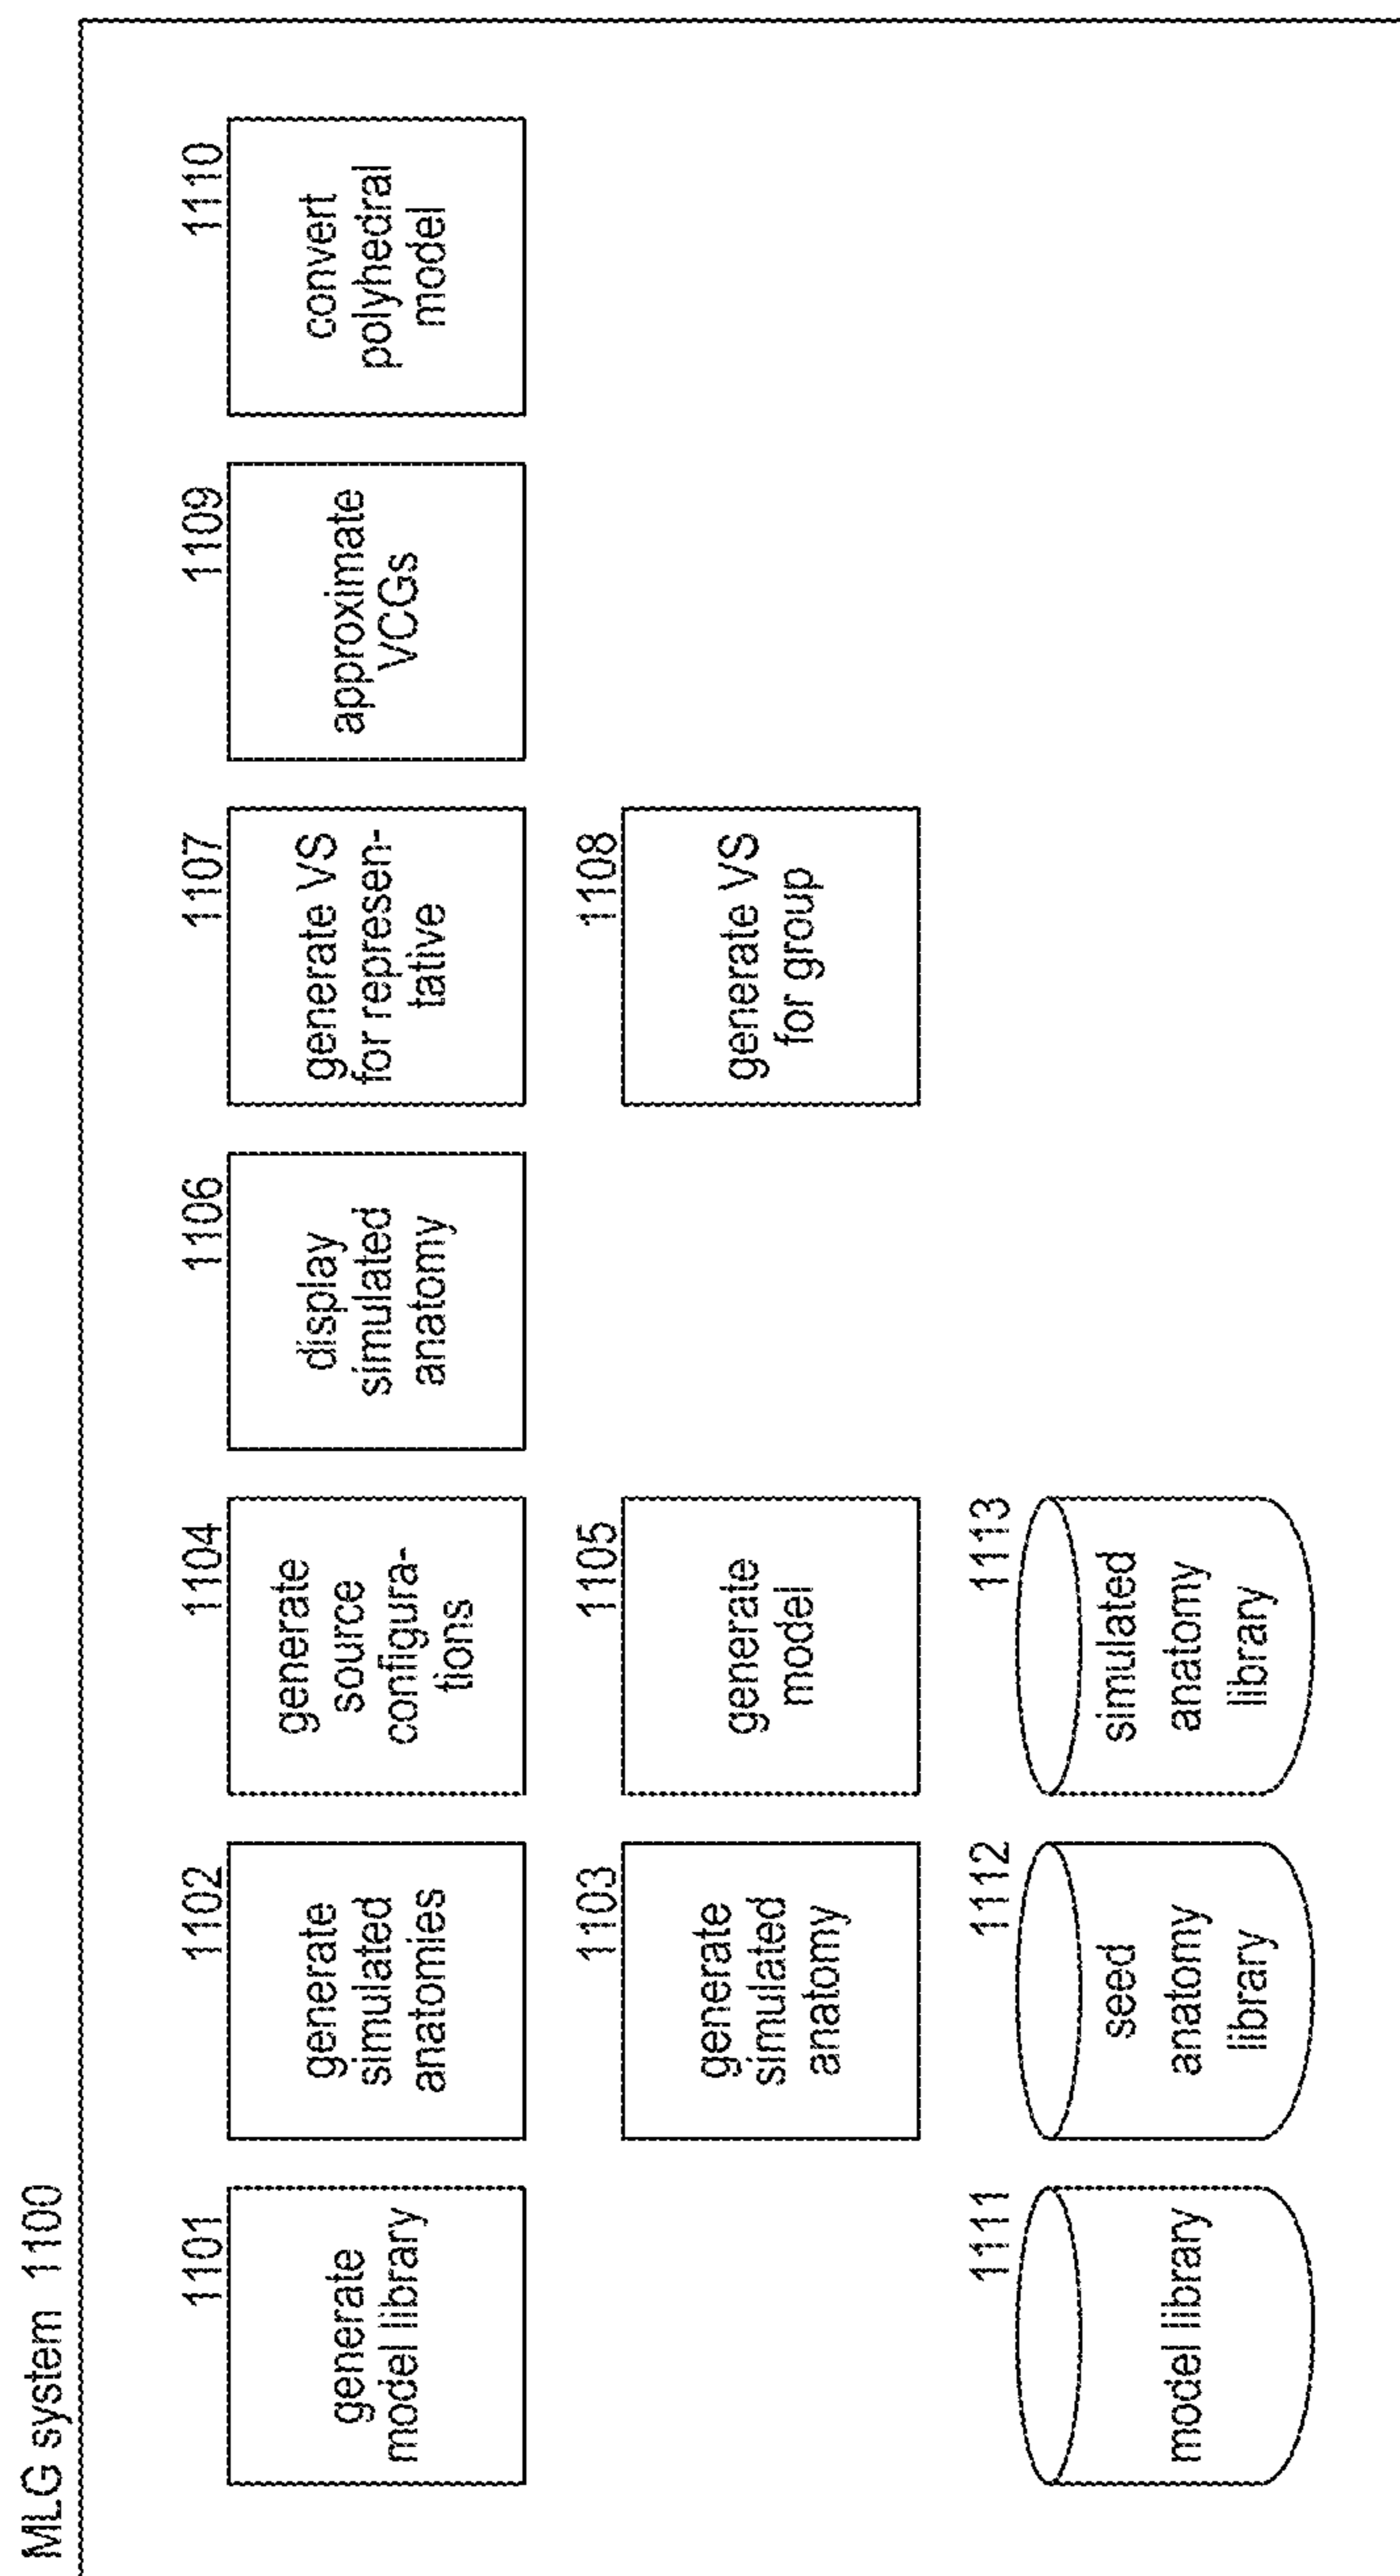 MLG system 1100
1101
generate
model library
1102
generate
simulated
anatomies
1104
generate
source
configura-
tions
1106
display
simulated
anatomy
1107
generate VS
for represen-
tative
1109
approximate
VCGs
1110
convert
polyhedral
model
1103
generate
simulated
anatomy
1105
generate
model
1108
generate VS
for group
1111
model library
1112
seed
anatomy
library
1113
simulated
anatomy
library